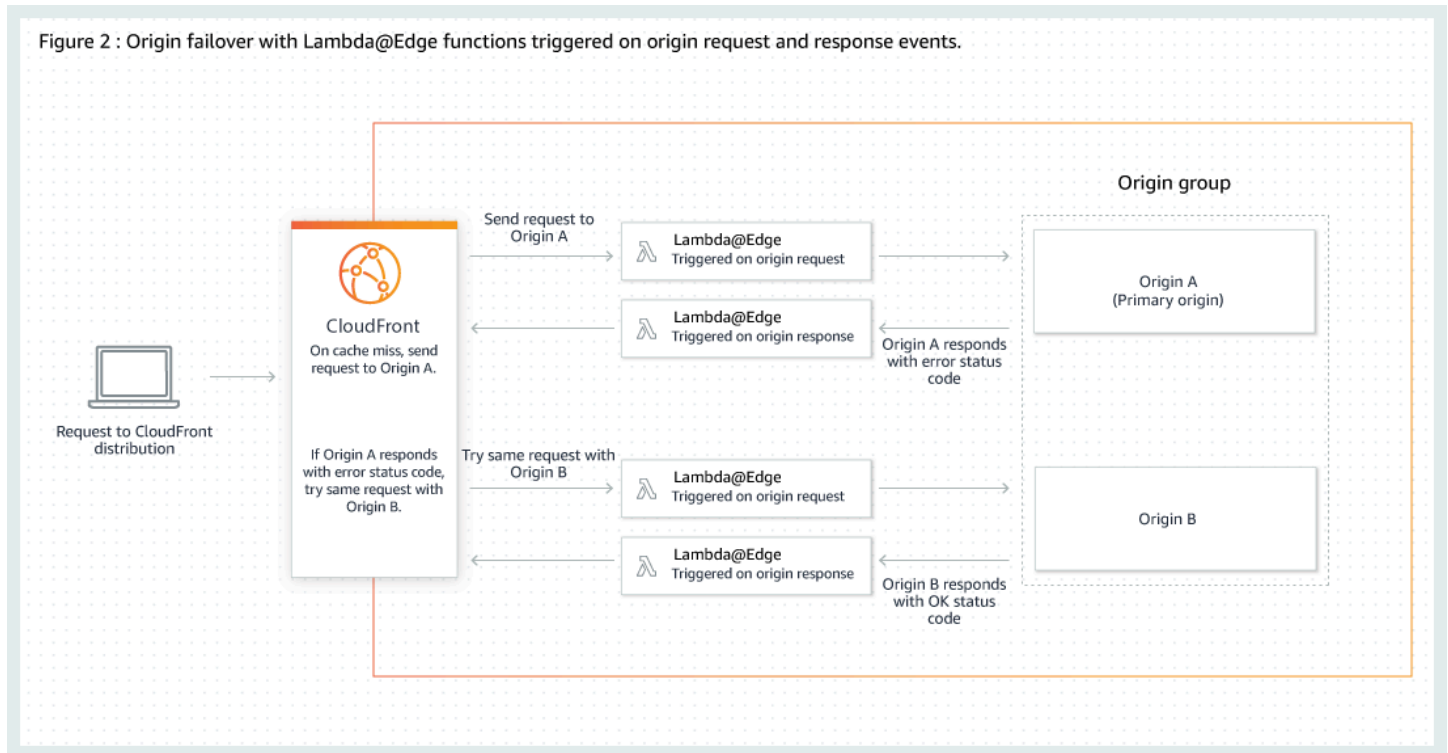 Figure 2 : Origin failover with Lambda@Edge functions triggered on origin request and response events.
Origin group
Send request to
Origin A
Lambda@Edge
Triggered on origin request
Origin A
(Primary origin)
CloudFront
On cache miss, send
request to Origin A.
Lambda@Edge
Triggered on origin response
Origin A responds
with error status
code
Request to CloudFront
distribution
If Origin A responds
with error status code,
try same request with
Origin B.
Try same request with
Origin B
Lambda@Edge
Triggered on origin request
Origin B
Lambda@Edge
Triggered on origin response
Origin B responds
with OK status
code